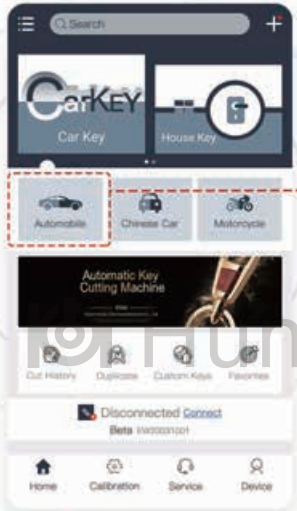 Search
CarKEY
Car Key
House Key
Automobile Chinese Car Motorcycle
Automatic Key
Cutting Machine
Cut History Duplicate Custom Keys Favorites
Disconnected Connect
Beta
Home Calibration Service Device